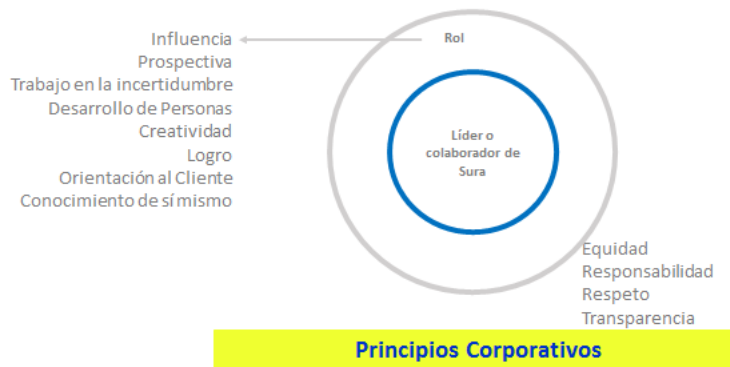 Influencia
Prospectiva
Trabajo en la incertidumbre
Desarrollo de Personas
Creatividad
Logro
Orientación al Cliente
Conocimiento de sí mismo
Rol
Líder o
colaborador de
Sura
Equidad
Responsabilidad
Respeto
Transparencia
Principios Corporativos